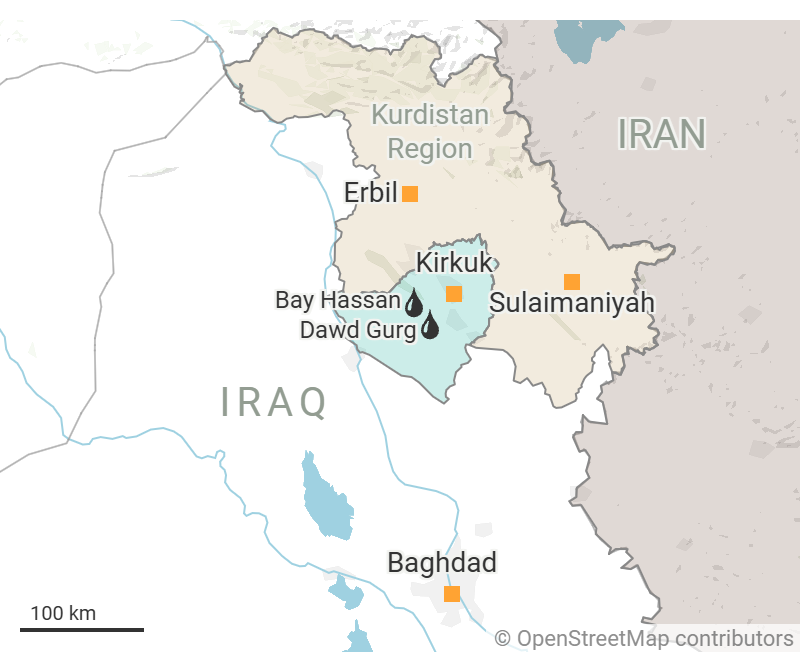 Kurdistan
Region
IRAN
Erbil
Kirkuk
Bay Hassan
Sulaimaniyah
Dawd Gurg
IRAQ
Baghdad
100 km
© OpenStreetMap contributors